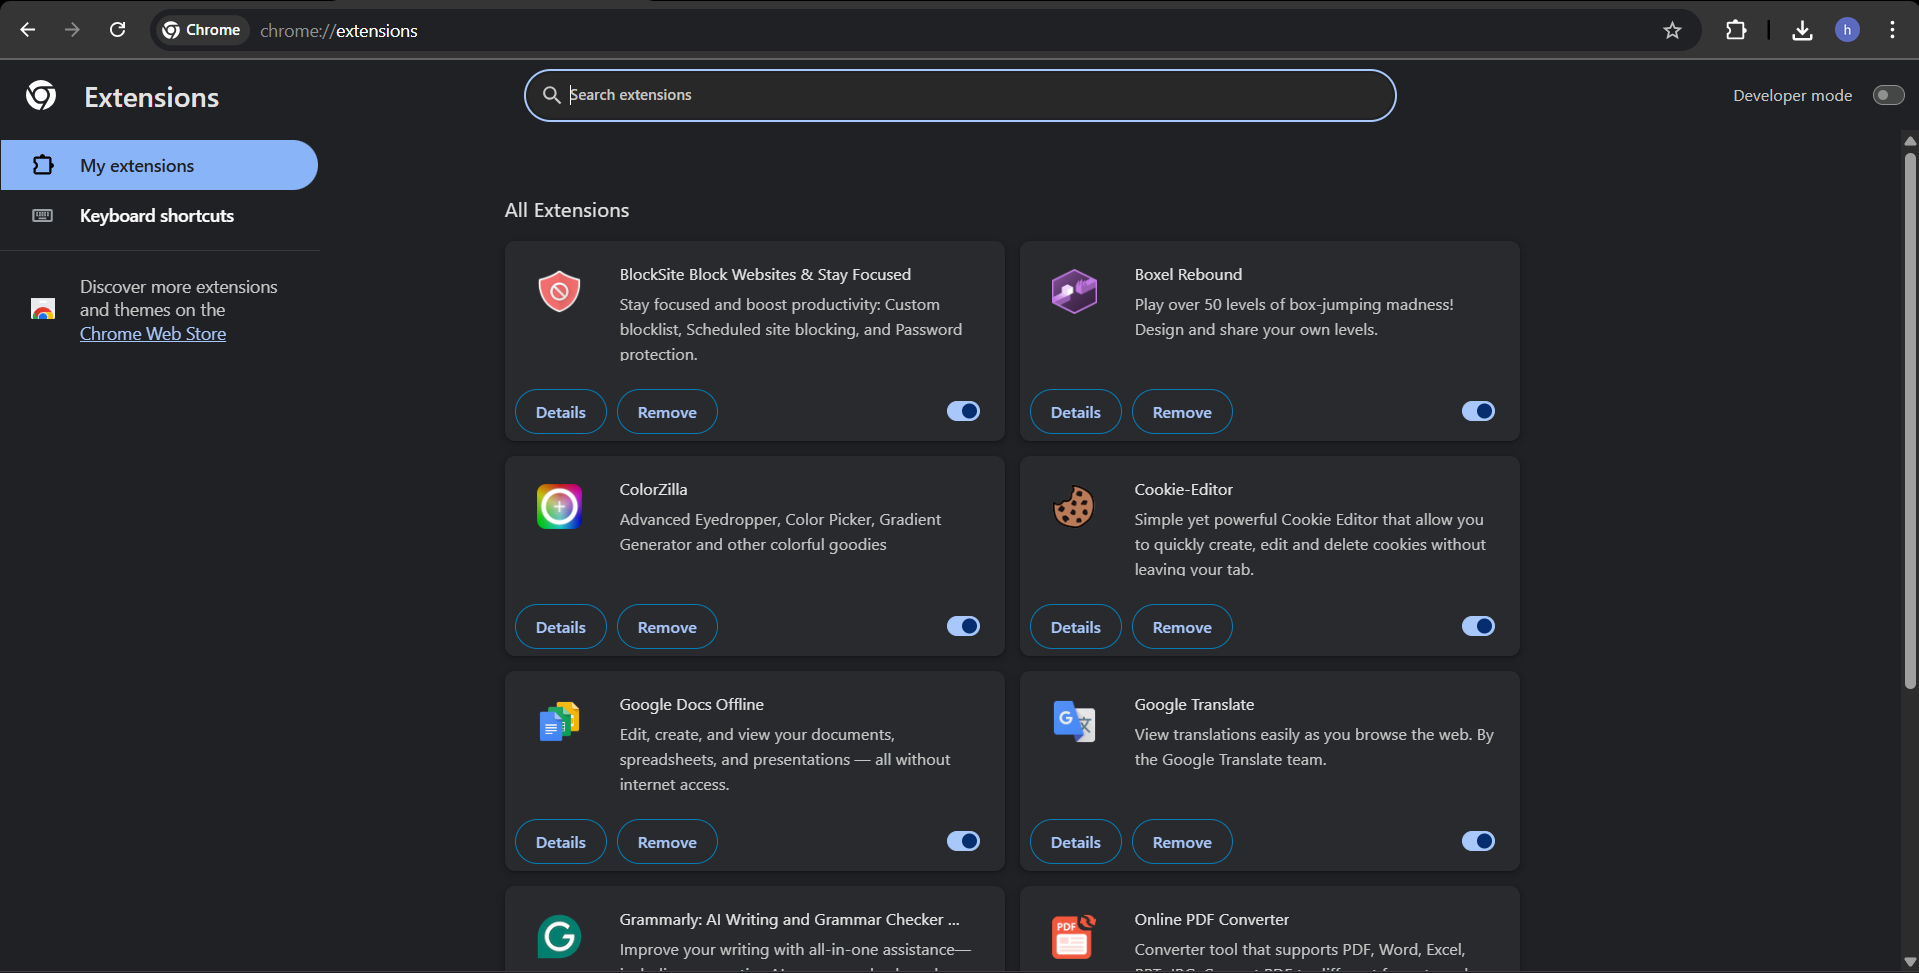 Chrome
chrome://extensions
h
Extensions
Search extensions
Developer mode
My extensions
Keyboard shortcuts
Discover more extensions
and themes on the
Chrome Web Store
All Extensions
BlockSite Block Websites & Stay Focused
Stay focused and boost productivity: Custom
blocklist, Scheduled site blocking, and Password
protection.
Details
Remove
Boxel Rebound
Play over 50 levels of box-jumping madness!
Design and share your own levels.
Details
Remove
ColorZilla
Advanced Eyedropper, Color Picker, Gradient
Generator and other colorful goodies
Details
Remove
Cookie-Editor
Simple yet powerful Cookie Editor that allow you
to quickly create, edit and delete cookies without
leaving your tab.
Details
Remove
Google Docs Offline
Edit, create, and view your documents,
spreadsheets, and presentations — all without
internet access.
Details
Remove
G 文
Google Translate
View translations easily as you browse the web. By
the Google Translate team.
Details
Remove
G
Grammarly: AI Writing and Grammar Checker ...
Improve your writing with all-in-one assistance—
PDF
Online PDF Converter
Converter tool that supports PDF, Word, Excel,